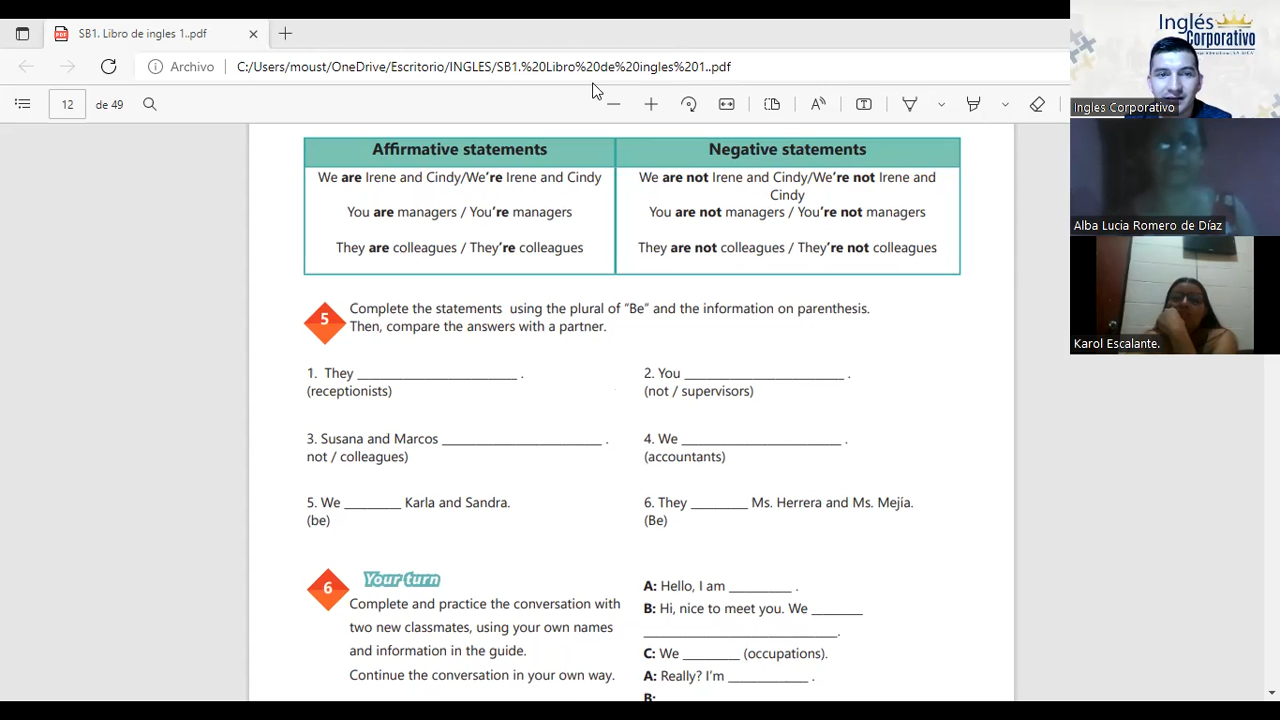 SB1. Libro de ingles 1..pdf
Archivo
C:/Users/moust/OneDrive/Escritorio/INGLES/SB1.%20Libro%20de%20ingles%201..pdf
12
de 49
Inglés
Corporativo
Ingles Corporativo
Alba Lucia Romero de Díaz
Karol Escalante.
Affirmative statements
Negative statements
We are Irene and Cindy/We're Irene and Cindy
We are not Irene and Cindy/We're not Irene and
Cindy
You are managers / You're managers
You are not managers / You're not managers
They are colleagues / They're colleagues
They are not colleagues / They're not colleagues
5
Complete the statements using the plural of "Be" and the information on parenthesis.
Then, compare the answers with a partner.
1. They ______________________ .
(receptionists)
2. You ______________________ .
(not / supervisors)
3. Susana and Marcos ______________________ .
not / colleagues)
4. We ______________________ .
(accountants)
5. We ________ Karla and Sandra.
(be)
6. They ________ Ms. Herrera and Ms. Mejía.
(Be)
6
Your turn
Complete and practice the conversation with
two new classmates, using your own names
and information in the guide.
Continue the conversation in your own way.
A: Hello, I am _________ .
B: Hi, nice to meet you. We _______
___________________________.
C: We ________ (occupations).
A: Really? I'm ___________ .
B: